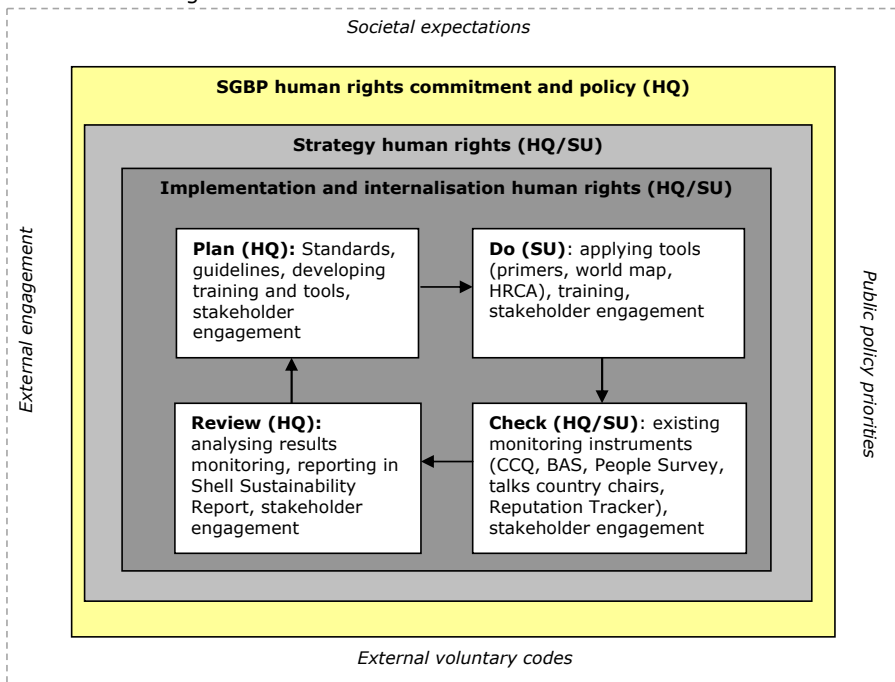 Societal expectations
SGBP human rights commitment and policy (HQ)
Strategy human rights (HQ/SU)
Implementation and internalisation human rights (HQ/SU)
Plan (HQ): Standards,
guidelines, developing
training and tools,
stakeholder
engagement
Do (SU): applying tools
(primers, world map,
HRCA), training,
stakeholder engagement
Review (HQ):
analysing results
monitoring, reporting in
Shell Sustainability
Report, stakeholder
engagement
Check (HQ/SU): existing
monitoring instruments
(CCQ, BAS, People Survey,
talks country chairs,
Reputation Tracker),
stakeholder engagement
External engagement
Public policy priorities
External voluntary codes